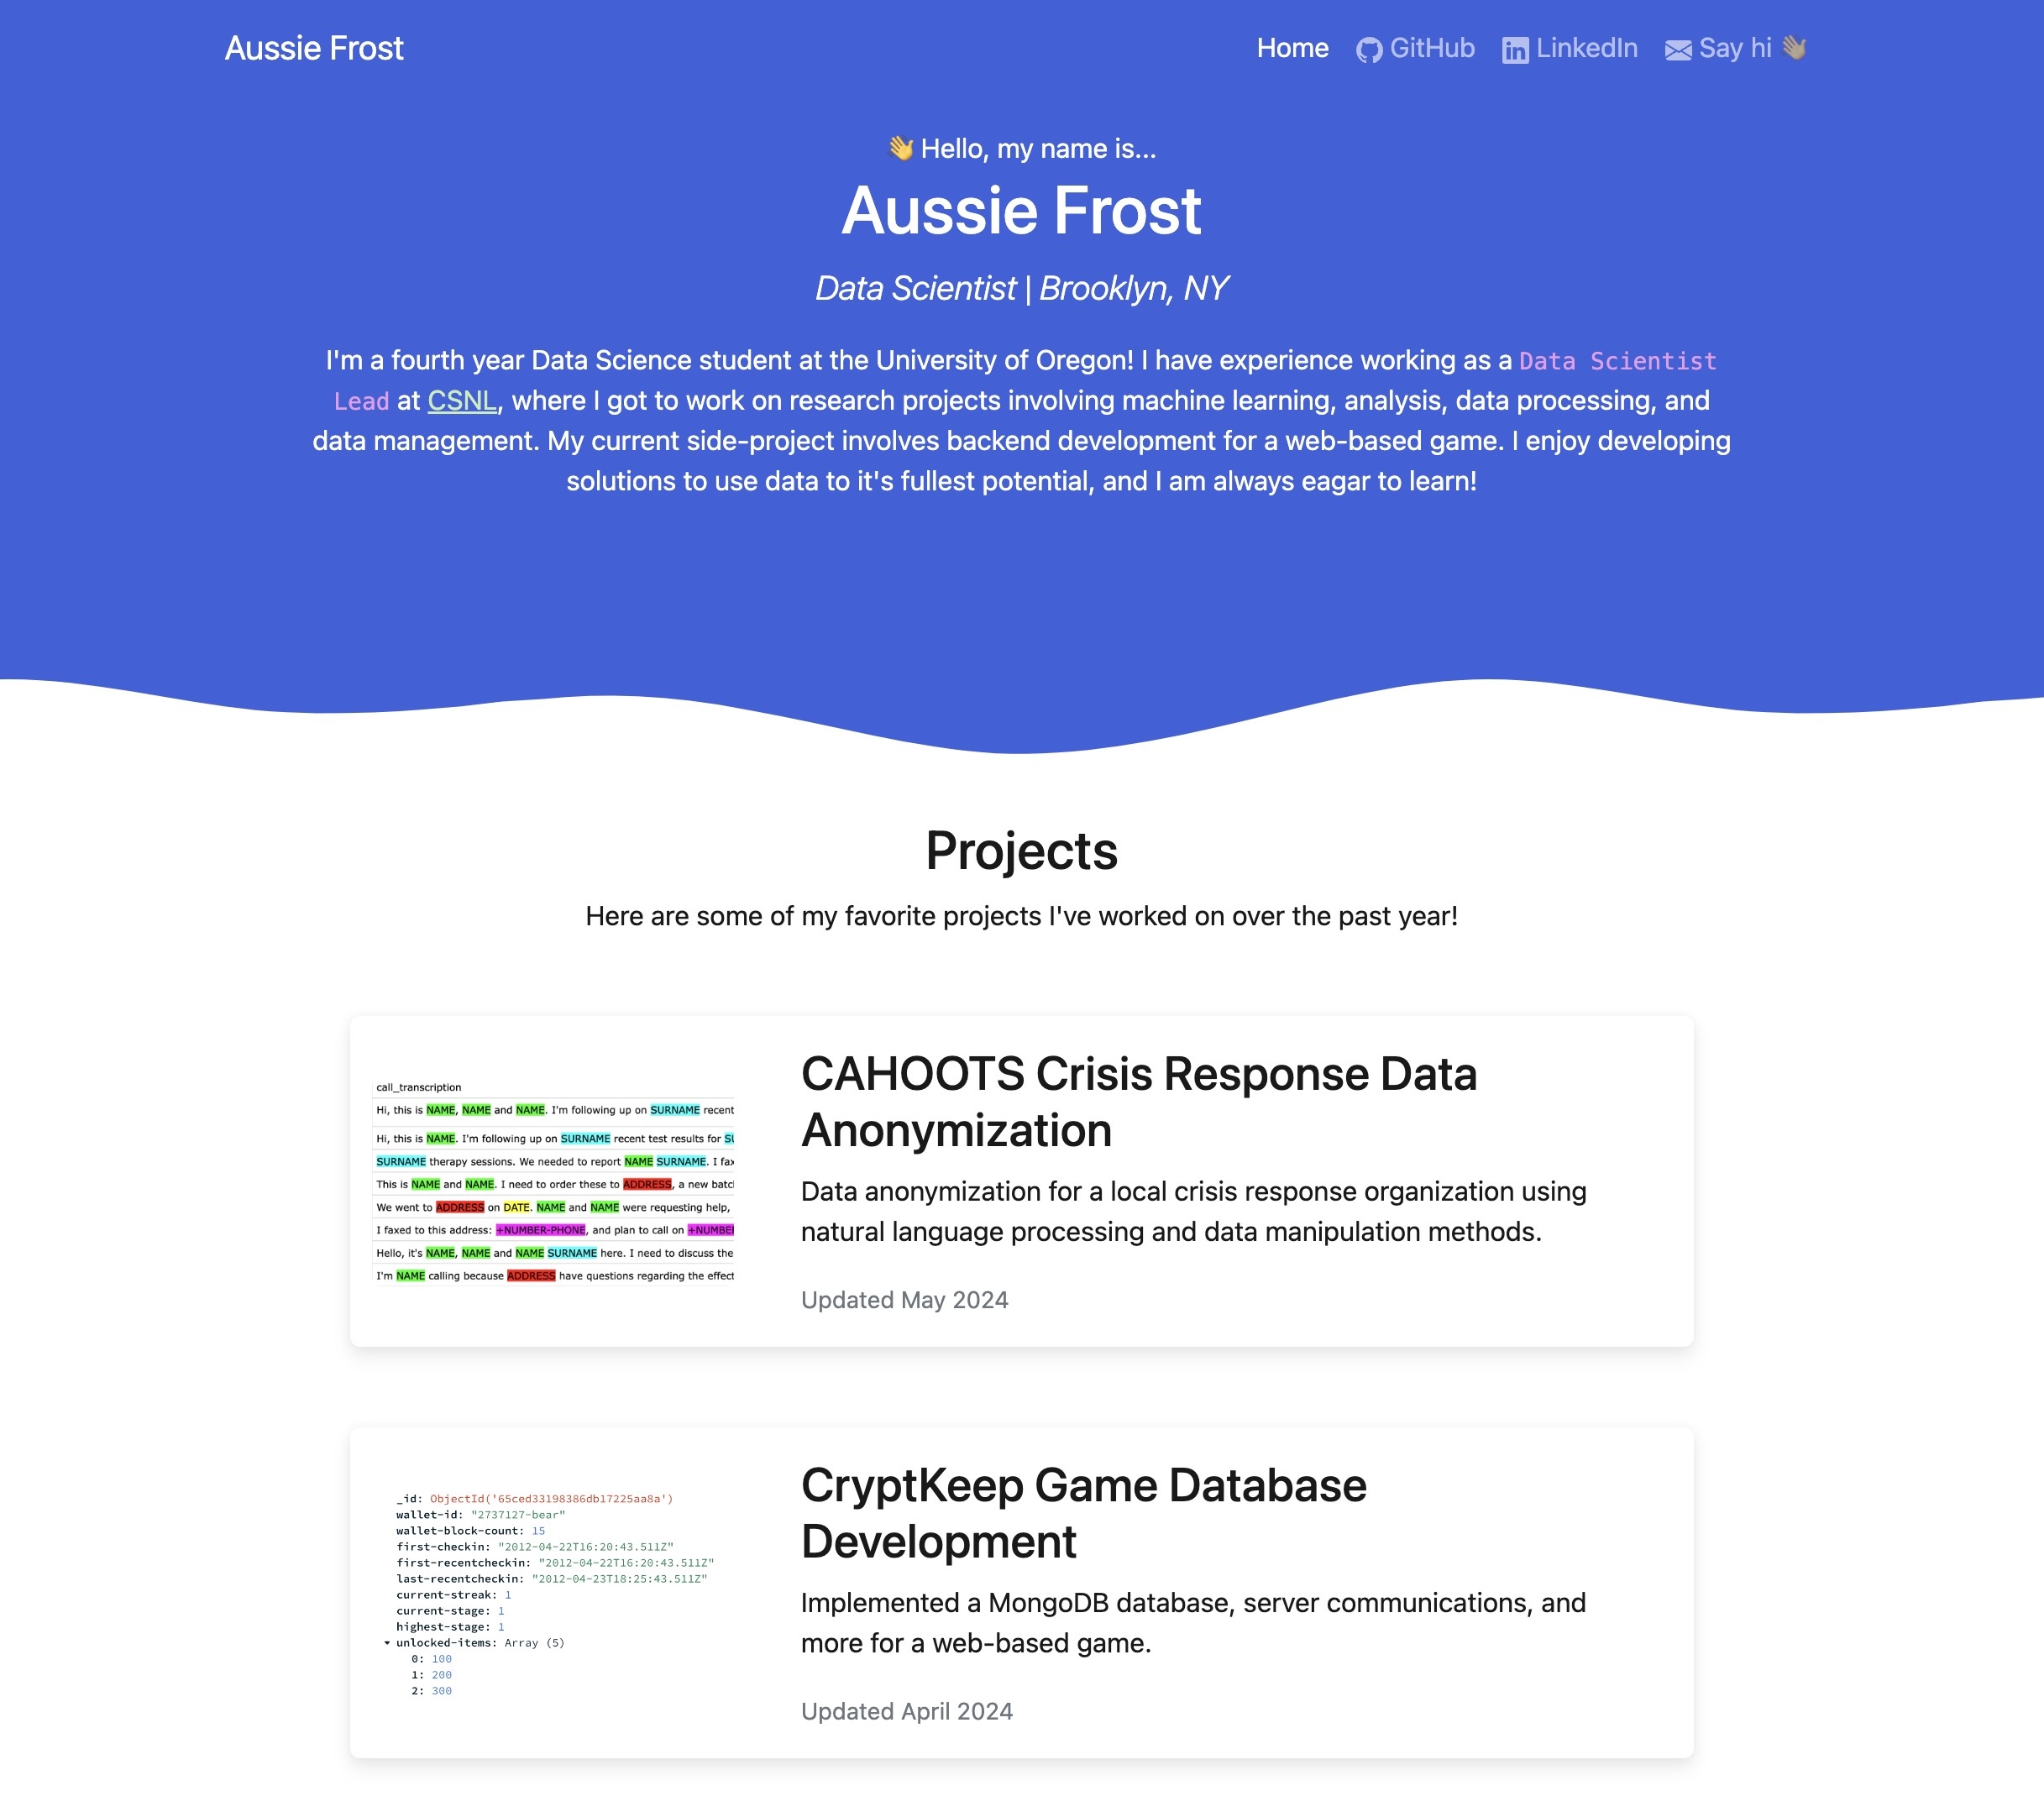 Aussie Frost
Home GitHub LinkedIn Say hi 👋
👋 Hello, my name is...
Aussie Frost
Data Scientist | Brooklyn, NY
I'm a fourth year Data Science student at the University of Oregon! I have experience working as a Data Scientist
Lead at CSNL, where I got to work on research projects involving machine learning, analysis, data processing, and
data management. My current side-project involves backend development for a web-based game. I enjoy developing
solutions to use data to it's fullest potential, and I am always eagar to learn!
Projects
Here are some of my favorite projects I've worked on over the past year!
call_transcription
Hi, this is NAME, NAME and NAME. I'm following up on SURNAME recent
Hi, this is NAME. I'm following up on SURNAME recent test results for SU
SURNAME therapy sessions. We needed to report NAME SURNAME. I fax
This is NAME and NAME. I need to order these to ADDRESS, a new batc
We went to ADDRESS on DATE. NAME and NAME were requesting help,
I faxed to this address: +NUMBER-PHONE, and plan to call on +NUMBE
Hello, it's NAME, NAME and NAME SURNAME here. I need to discuss the
I'm NAME calling because ADDRESS have questions regarding the effect
CAHOOTS Crisis Response Data
Anonymization
Data anonymization for a local crisis response organization using
natural language processing and data manipulation methods.
Updated May 2024
_id: ObjectId('65ced33198386db17225aa8a')
wallet-id: "2737127-bear"
wallet-block-count: 15
first-checkin: "2012-04-22T16:20:43.511Z"
first-recentcheckin: "2012-04-22T16:20:43.511Z"
last-recentcheckin: "2012-04-23T18:25:43.511Z"
current-streak: 1
current-stage: 1
highest-stage: 1
unlocked-items: Array (5)
0: 100
1: 200
2: 300
CryptKeep Game Database
Development
Implemented a MongoDB database, server communications, and
more for a web-based game.
Updated April 2024